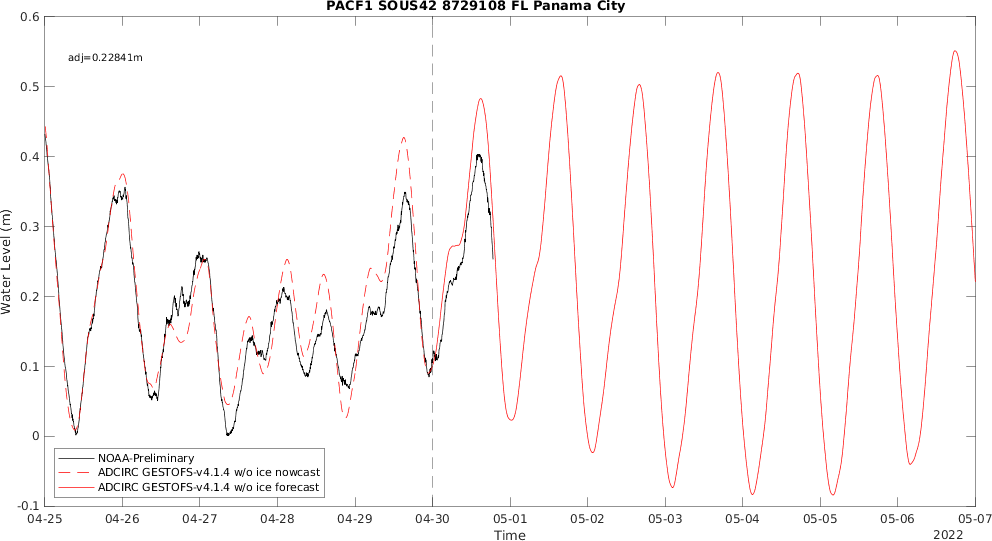 PACF1 SOUS42 8729108 FL Panama City
adj=0.22841m
Water Level (m)
0.6
0.5
0.4
0.3
0.2
0.1
0
-0.1
NOAA-Preliminary
ADCIRC GESTOFS-v4.1.4 w/o ice nowcast
ADCIRC GESTOFS-v4.1.4 w/o ice forecast
04-25 04-26 04-27 04-28 04-29 04-30 05-01 05-02 05-03 05-04 05-05 05-06 05-07
Time
2022